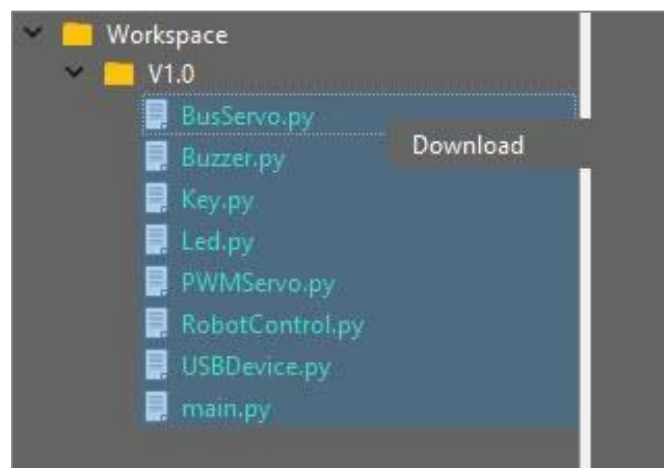 Workspace
V1.0
BusServo.py
Download
Buzzer.py
Key.py
Led.py
PWMServo.py
RobotControl.py
USBDevice.py
main.py